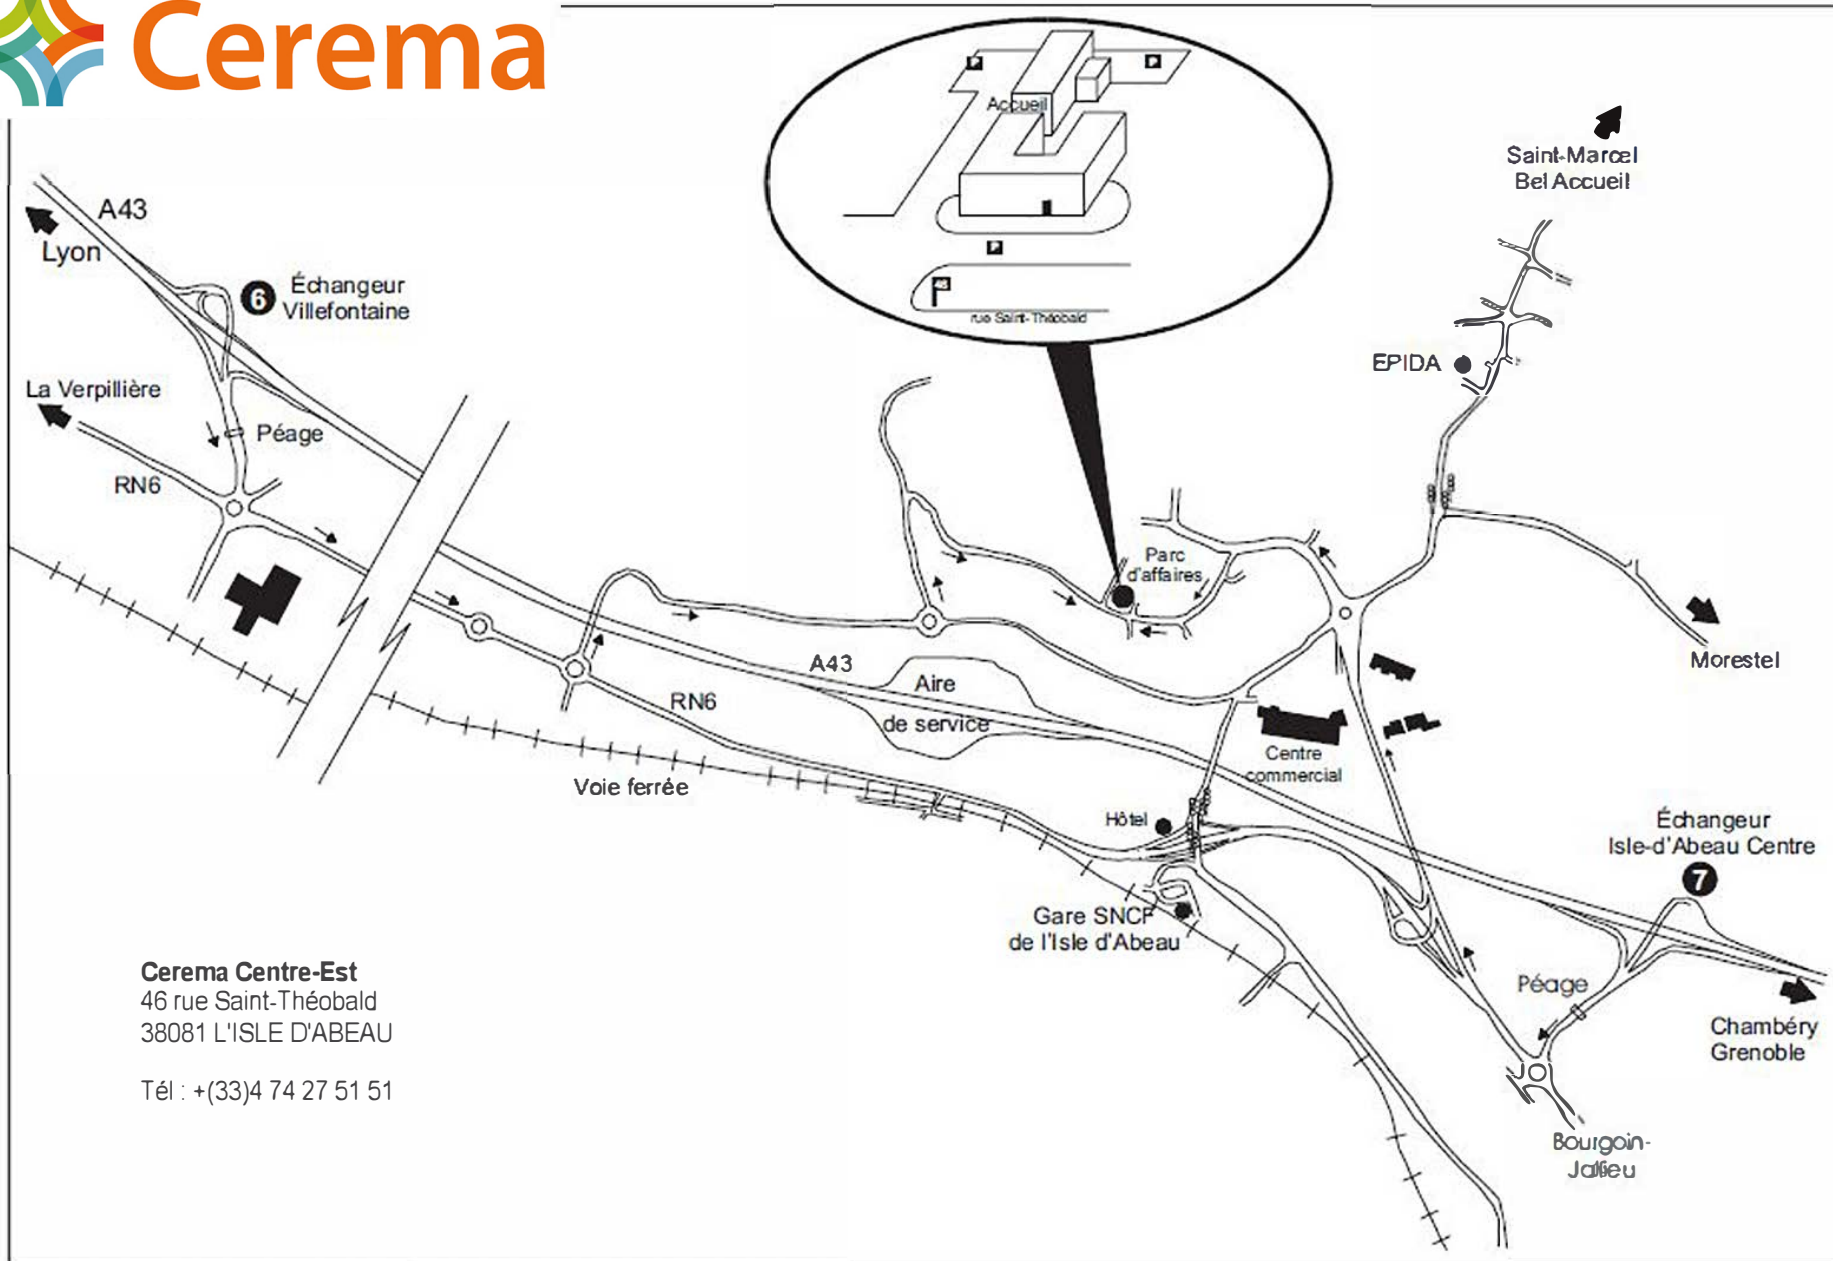 Cerema
P
P
Accueil
P
46
rue Saint-Théobald
Saint-Marcel
Bel Accueil
A43
Lyon
6
Échangeur
Villefontaine
EPIDA
La Verpillière
Péage
RN6
Parc
d'affaires
Morestel
A43
Aire
de service
RN6
Centre
commercial
Voie ferrée
Hôtel
Échangeur
Isle-d'Abeau Centre
7
Gare SNCF
de l'Isle d'Abeau
Péage
Chambéry
Grenoble
Bourgoin-
Jallieu
Cerema Centre-Est
46 rue Saint-Théobald
38081 L'ISLE D'ABEAU
Tél : +(33)4 74 27 51 51